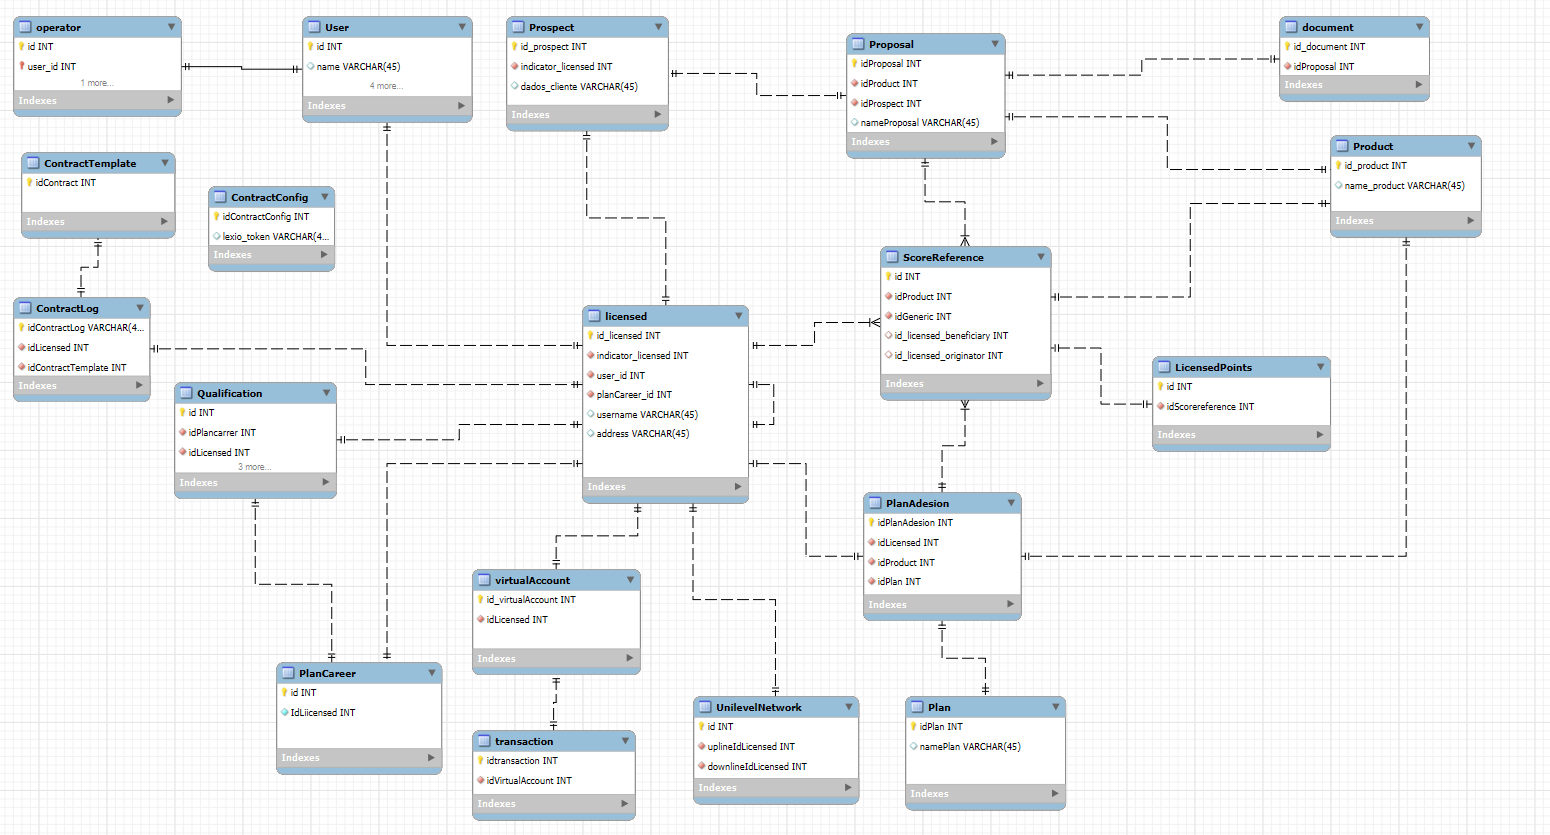 operator
id INT
user_id INT
1 more...
Indexes
User
id INT
name VARCHAR(45)
4 more...
Indexes
Prospect
id_prospect INT
indicator_licensed INT
dados_cliente VARCHAR(45)
Indexes
Proposal
idProposal INT
idProduct INT
idProspect INT
nameProposal VARCHAR(45)
Indexes
document
id_document INT
idProposal INT
Indexes
Product
id_product INT
name_product VARCHAR(45)
Indexes
ContractTemplate
idContract INT
Indexes
ContractConfig
idContractConfig INT
lexio_token VARCHAR(4...
Indexes
ContractLog
idContractLog VARCHAR(4...
idLicensed INT
idContractTemplate INT
Indexes
Qualification
id INT
idPlancarrer INT
idLicensed INT
3 more...
Indexes
licensed
id_licensed INT
indicator_licensed INT
user_id INT
planCareer_id INT
username VARCHAR(45)
address VARCHAR(45)
Indexes
ScoreReference
id INT
idProduct INT
idGeneric INT
id_licensed_beneficiary INT
id_licensed_originator INT
Indexes
LicensedPoints
id INT
idScorereference INT
Indexes
PlanAdesion
idPlanAdesion INT
idLicensed INT
idProduct INT
idPlan INT
Indexes
virtualAccount
id_virtualAccount INT
idLicensed INT
Indexes
PlanCareer
id INT
IdLiicensed INT
Indexes
transaction
idtransaction INT
idVirtualAccount INT
Indexes
UnilevelNetwork
id INT
uplineIdLicensed INT
downlineIdLicensed INT
Indexes
Plan
idPlan INT
namePlan VARCHAR(45)
Indexes